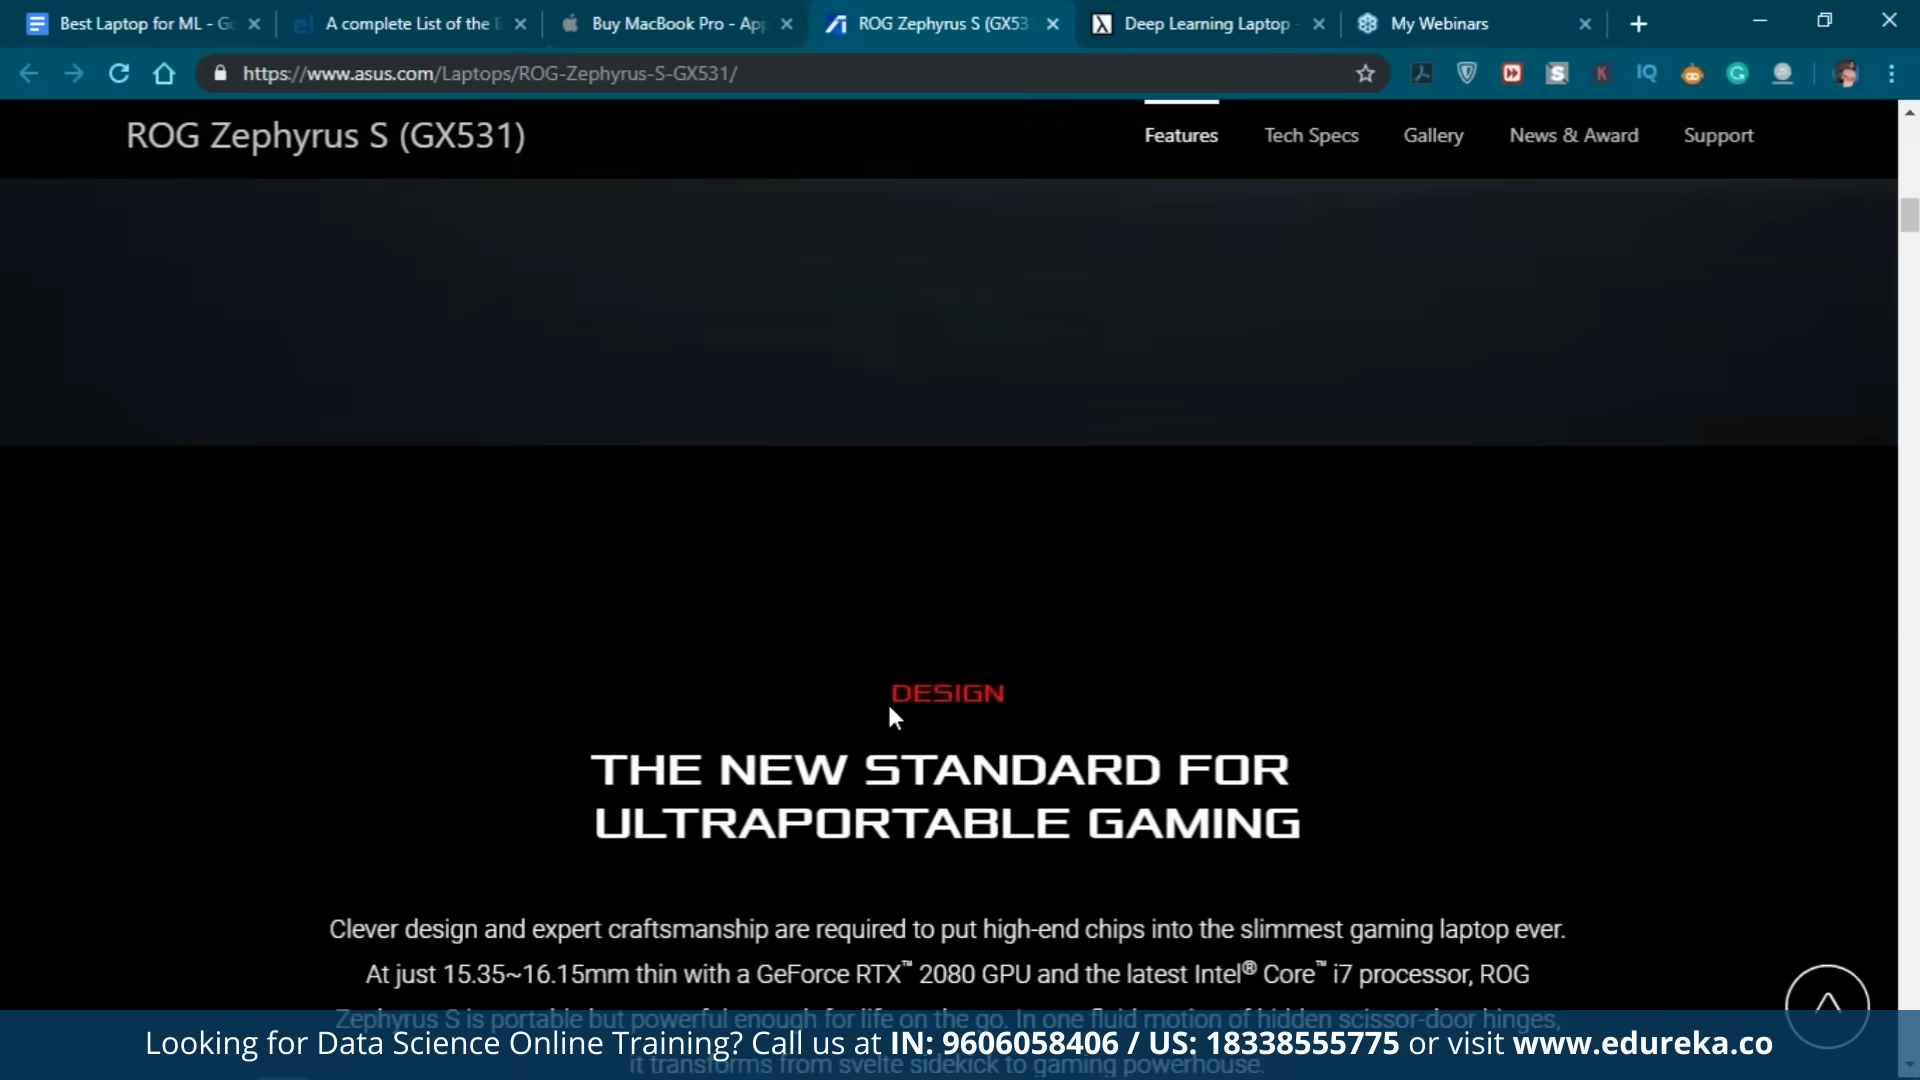 Best Laptop for ML - G
A complete List of the
Buy MacBook Pro - App
ROG Zephyrus S (GX53
Deep Learning Laptop -
My Webinars
https://www.asus.com/Laptops/ROG-Zephyrus-S-GX531/
IQ
ROG Zephyrus S (GX531)
Features
Tech Specs
Gallery
News & Award
Support
DESIGN
THE NEW STANDARD FOR
ULTRAPORTABLE GAMING
Clever design and expert craftsmanship are required to put high-end chips into the slimmest gaming laptop ever.
At just 15.35~16.15mm thin with a GeForce RTX™ 2080 GPU and the latest Intel® Core™ i7 processor, ROG
Zephyrus S is portable but powerful enough for life on the go. In one fluid motion of hidden scissor-door hinges,
Looking for Data Science Online Training? Call us at IN: 9606058406 / US: 18338555775 or visit www.edureka.co
it transforms from svelte sidekick to gaming powerhouse.